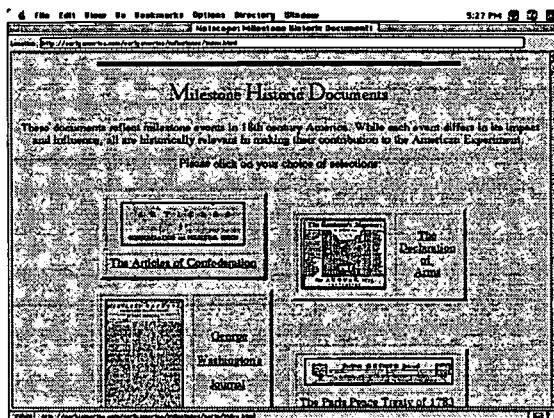 File Edit View Go Bookmarks Options Directory Window 5:27 PM
Netscape: Milestone Historic Documents
Milestone Historic Documents
These documents reflect milestone events in 18th century America. While each event differs in its impact
and influence, all are historically relevant in making their contribution to the American Experiment.
Please click on your choice of selections.
The Articles of Confederation
The
Declaration
of
Arms
George
Washington's
Journal
The Paris Peace Treaty of 1783